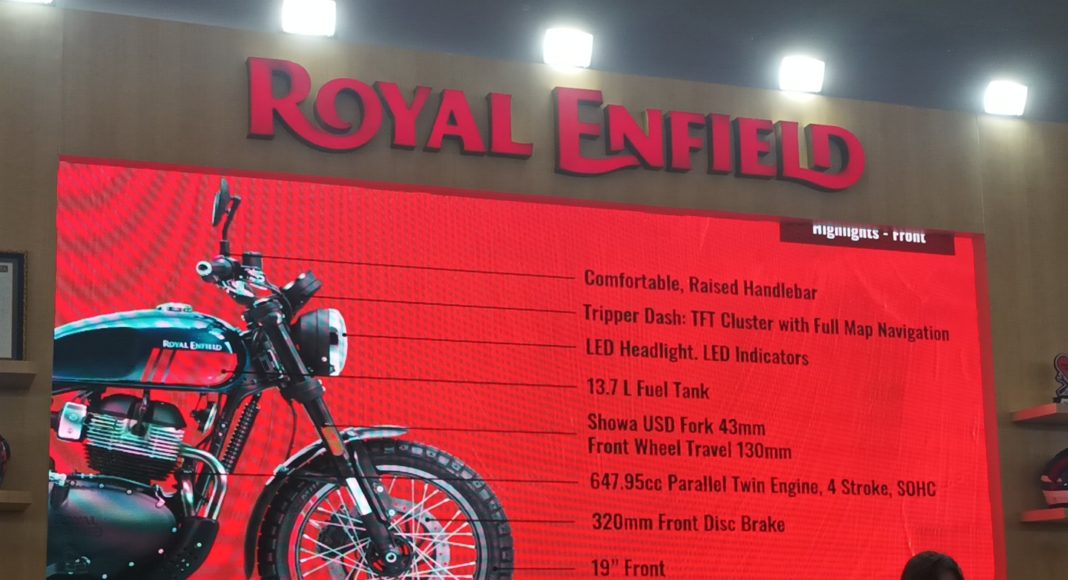 ROYAL ENFIELD
Highlights - Front
Comfortable, Raised Handlebar
Tripper Dash: TFT Cluster with Full Map Navigation
LED Headlight. LED Indicators
ROYAL ENFIELD
13.7 L Fuel Tank
Showa USD Fork 43mm
Front Wheel Travel 130mm
647.95cc Parallel Twin Engine, 4 Stroke, SOHC
320mm Front Disc Brake
19" Front